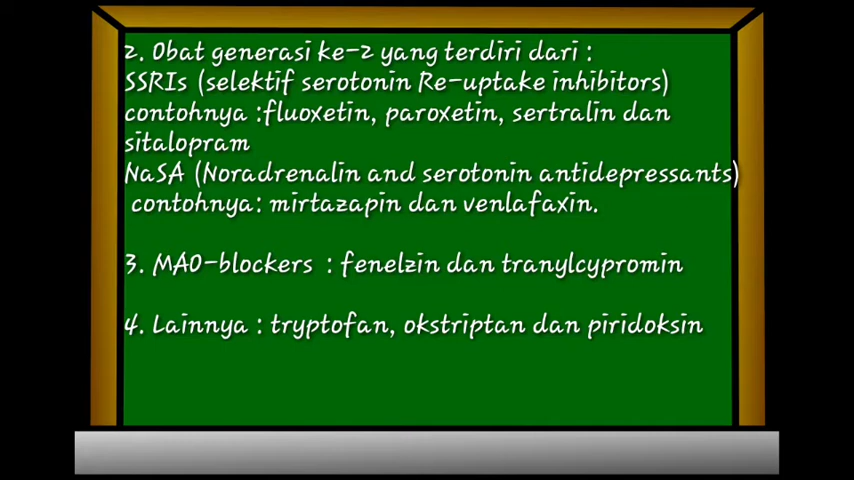 2. Obat generasi ke-2 yang terdiri dari :
SSRIs (selektif serotonin Re-uptake inhibitors)
contohnya :fluoxetin, paroxetin, sertralin dan
sitalopram
NaSA (Noradrenalin and serotonin antidepressants)
contohnya: mirtazapin dan venlafaxin.
3. MAO-blockers : fenelzin dan tranylcypromin
4. Lainnya : tryptofan, okstriptan dan piridoksin